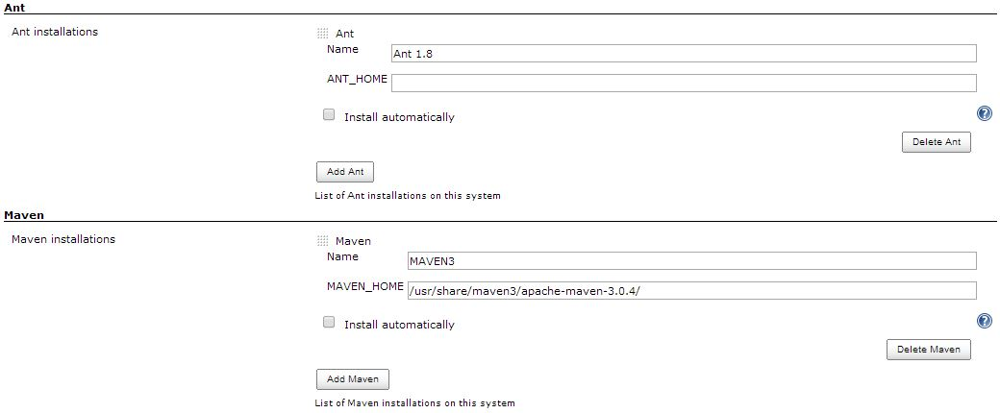 Ant
Ant installations
Ant
Name
Ant 1.8
ANT_HOME
Install automatically
?
Delete Ant
Add Ant
List of Ant installations on this system
Maven
Maven installations
Maven
Name
MAVEN3
MAVEN_HOME
/usr/share/maven3/apache-maven-3.0.4/
Install automatically
?
Delete Maven
Add Maven
List of Maven installations on this system